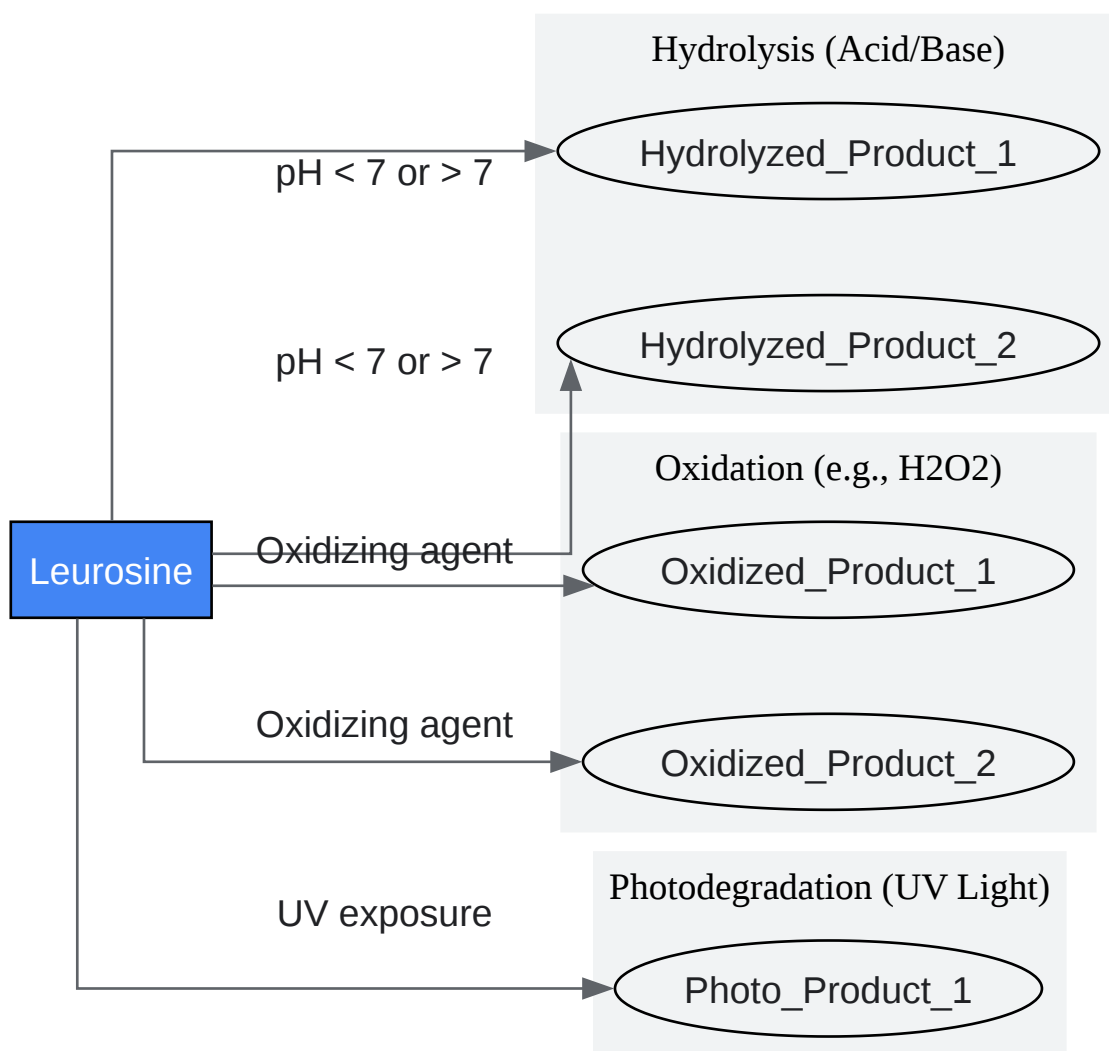 Hydrolysis (Acid/Base)
Hydrolyzed_Product_1
pH < 7 or > 7
Hydrolyzed_Product_2
pH < 7 or > 7
Oxidation (e.g., H2O2)
Oxidizing agent
Leurosine
Oxidized_Product_1
Oxidizing agent
Oxidized_Product_2
Photodegradation (UV Light)
UV exposure
Photo_Product_1